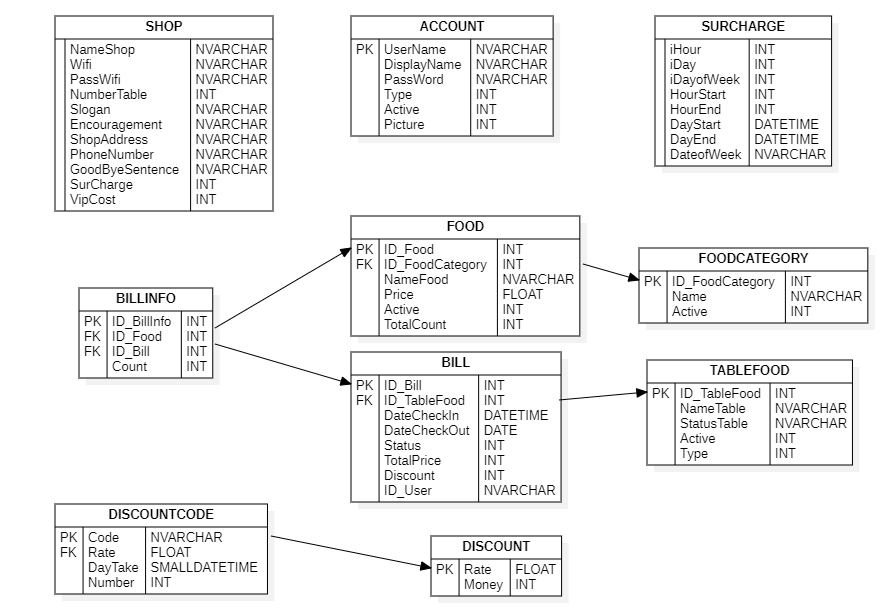 SHOP
NameShop NVARCHAR
Wifi NVARCHAR
PassWifi NVARCHAR
NumberTable INT
Slogan NVARCHAR
Encouragement NVARCHAR
ShopAddress NVARCHAR
PhoneNumber NVARCHAR
GoodByeSentence NVARCHAR
SurCharge INT
VipCost INT
ACCOUNT
PK UserName NVARCHAR
DisplayName NVARCHAR
PassWord NVARCHAR
Type INT
Active INT
Picture INT
SURCHARGE
iHour INT
iDay INT
iDayofWeek INT
HourStart INT
HourEnd INT
DayStart DATETIME
DayEnd DATETIME
DateofWeek NVARCHAR
FOOD
PK ID_Food INT
FK ID_FoodCategory INT
NameFood NVARCHAR
Price FLOAT
Active INT
TotalCount INT
FOODCATEGORY
PK ID_FoodCategory INT
Name NVARCHAR
Active INT
BILLINFO
PK ID_BillInfo INT
FK ID_Food INT
FK ID_Bill INT
Count INT
BILL
PK ID_Bill INT
FK ID_TableFood INT
DateCheckIn DATETIME
DateCheckOut DATE
Status INT
TotalPrice INT
Discount INT
ID_User NVARCHAR
TABLEFOOD
PK ID_TableFood INT
NameTable NVARCHAR
StatusTable NVARCHAR
Active INT
Type INT
DISCOUNTCODE
PK Code NVARCHAR
FK Rate FLOAT
DayTake SMALLDATETIME
Number INT
DISCOUNT
PK Rate FLOAT
Money INT